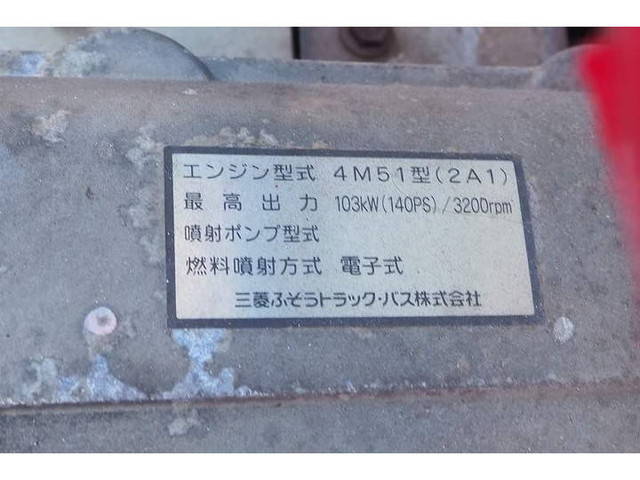 エンジン型式 4M51型(2A1)
最高出力 103kW(140PS)/3200rpm
噴射ポンプ型式
燃料噴射方式 電子式
三菱ふそうトラック・バス株式会社